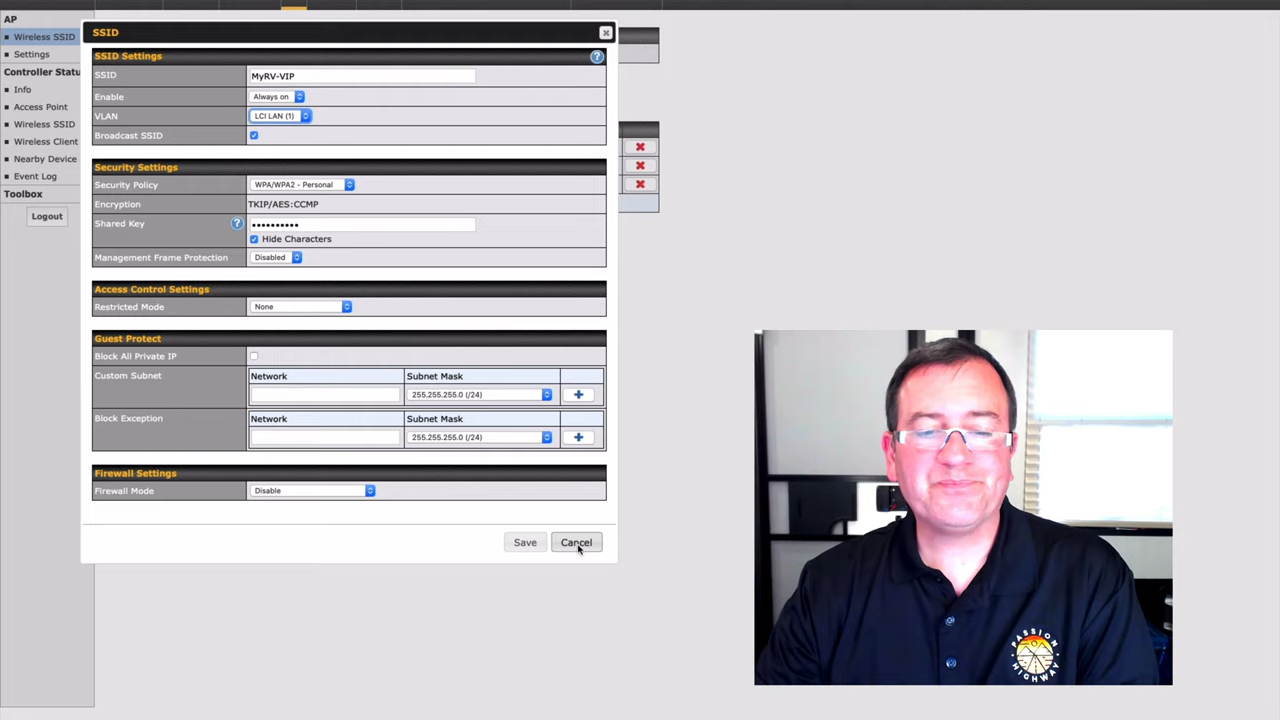 AP
Wireless SSID
Settings
Controller Statu
Info
Access Point
Wireless SSID
Wireless Client
Nearby Device
Event Log
Toolbox
Logout
SSID
SSID Settings
SSID MyRV-VIP
Enable Always on
VLAN LCI LAN (1)
Broadcast SSID
Security Settings
Security Policy WPA/WPA2 - Personal
Encryption TKIP/AES:CCMP
Shared Key ••••••••••
Hide Characters
Management Frame Protection Disabled
Access Control Settings
Restricted Mode None
Guest Protect
Block All Private IP
Custom Subnet Network Subnet Mask
255.255.255.0 (/24)
Block Exception Network Subnet Mask
255.255.255.0 (/24)
Firewall Settings
Firewall Mode Disable
Save Cancel
PASSION
HIGHWAY